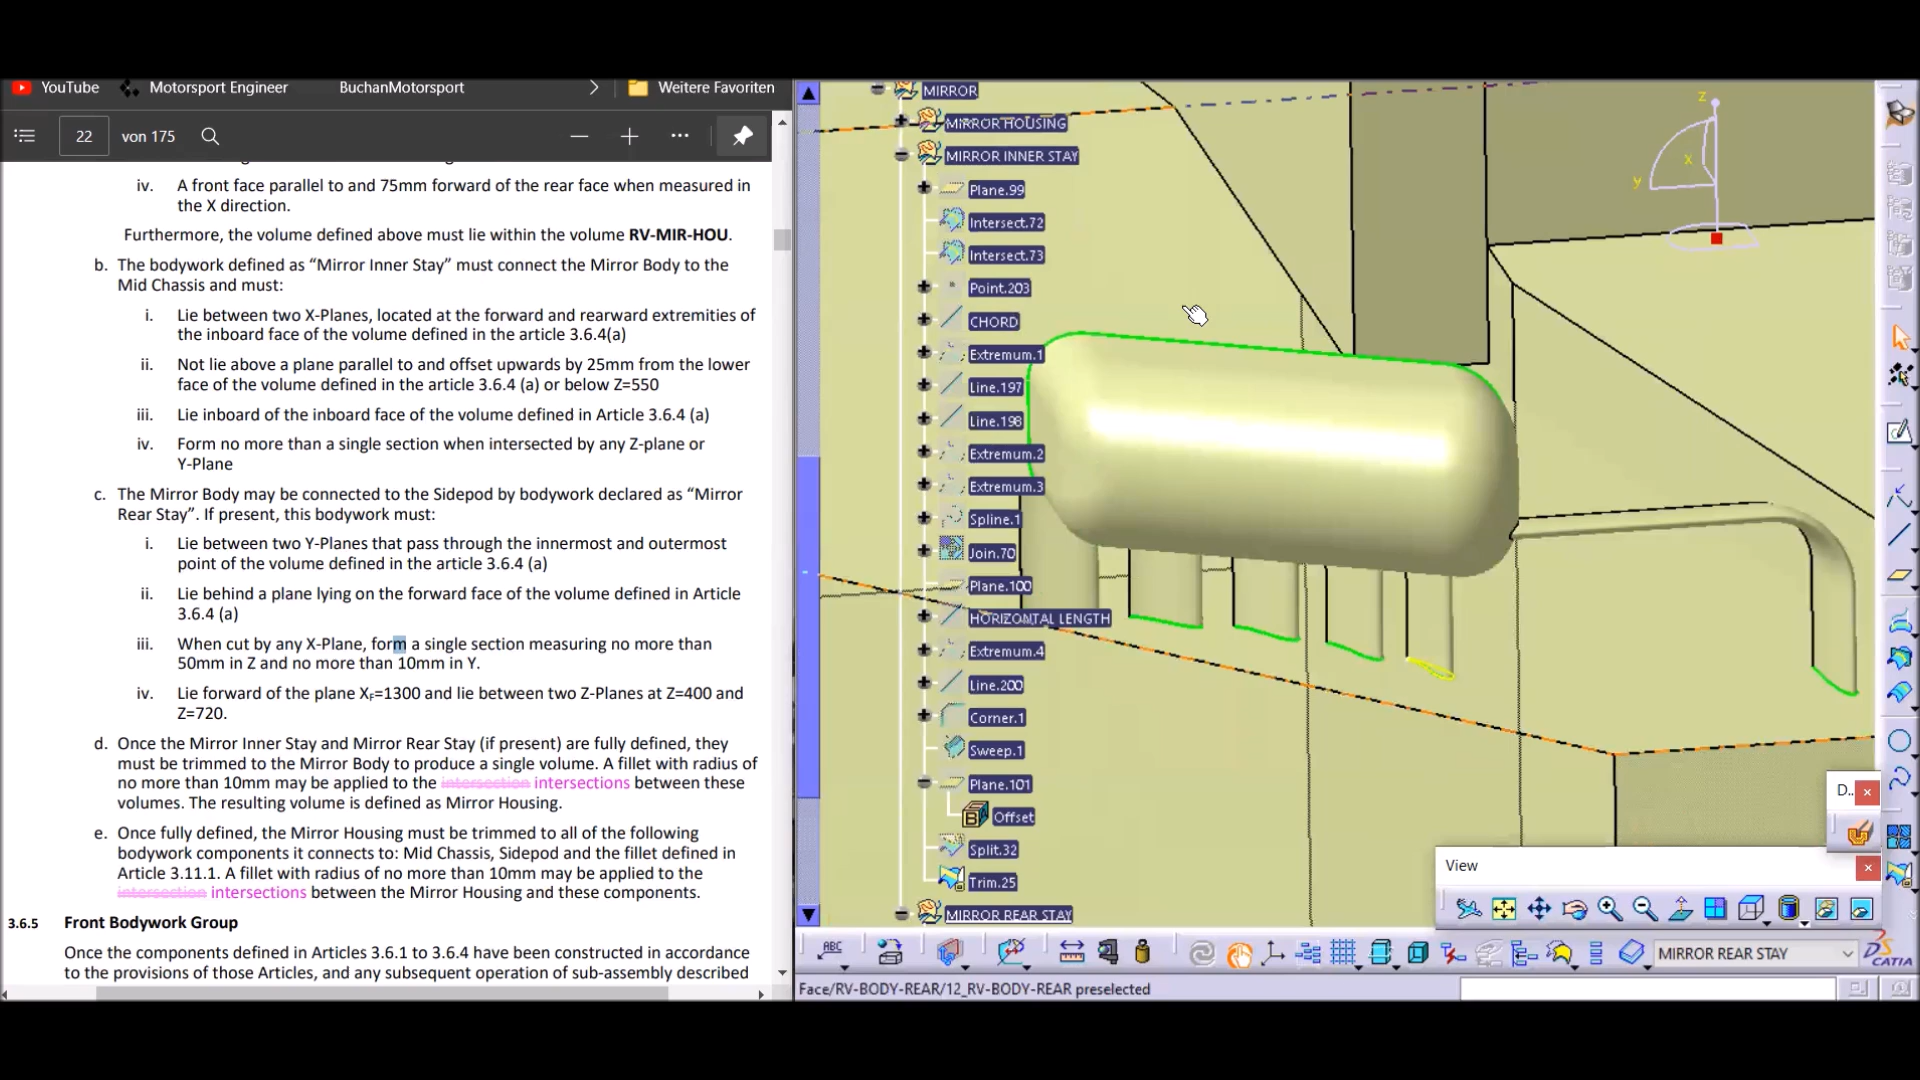 YouTube Motorsport Engineer BuchanMotorsport Weitere Favoriten
22 von 175
iv. A front face parallel to and 75mm forward of the rear face when measured in
the X direction.
Furthermore, the volume defined above must lie within the volume RV-MIR-HOU.
b. The bodywork defined as “Mirror Inner Stay” must connect the Mirror Body to the
Mid Chassis and must:
i. Lie between two X-Planes, located at the forward and rearward extremities of
the inboard face of the volume defined in the article 3.6.4(a)
ii. Not lie above a plane parallel to and offset upwards by 25mm from the lower
face of the volume defined in the article 3.6.4 (a) or below Z=550
iii. Lie inboard of the inboard face of the volume defined in Article 3.6.4 (a)
iv. Form no more than a single section when intersected by any Z-plane or
Y-Plane
c. The Mirror Body may be connected to the Sidepod by bodywork declared as “Mirror
Rear Stay”. If present, this bodywork must:
i. Lie between two Y-Planes that pass through the innermost and outermost
point of the volume defined in the article 3.6.4 (a)
ii. Lie behind a plane lying on the forward face of the volume defined in Article
3.6.4 (a)
iii. When cut by any X-Plane, form a single section measuring no more than
50mm in Z and no more than 10mm in Y.
iv. Lie forward of the plane XF=1300 and lie between two Z-Planes at Z=400 and
Z=720.
d. Once the Mirror Inner Stay and Mirror Rear Stay (if present) are fully defined, they
must be trimmed to the Mirror Body to produce a single volume. A fillet with radius of
no more than 10mm may be applied to the intersection intersections between these
volumes. The resulting volume is defined as Mirror Housing.
e. Once fully defined, the Mirror Housing must be trimmed to all of the following
bodywork components it connects to: Mid Chassis, Sidepod and the fillet defined in
Article 3.11.1. A fillet with radius of no more than 10mm may be applied to the
intersection intersections between the Mirror Housing and these components.
3.6.5 Front Bodywork Group
Once the components defined in Articles 3.6.1 to 3.6.4 have been constructed in accordance
to the provisions of those Articles, and any subsequent operation of sub-assembly described
MIRROR
MIRROR HOUSING
MIRROR INNER STAY
Plane.99
Intersect.72
Intersect.73
Point.203
CHORD
Extremum.1
Line.197
Line.198
Extremum.2
Extremum.3
Spline.1
Join.70
Plane.100
HORIZONTAL LENGTH
Extremum.4
Line.200
Corner.1
Sweep.1
Plane.101
Offset
Split.32
Trim.25
MIRROR REAR STAY
z
x
y
D..
View
ABC
MIRROR REAR STAY
CATIA
Face/RV-BODY-REAR/12_RV-BODY-REAR preselected